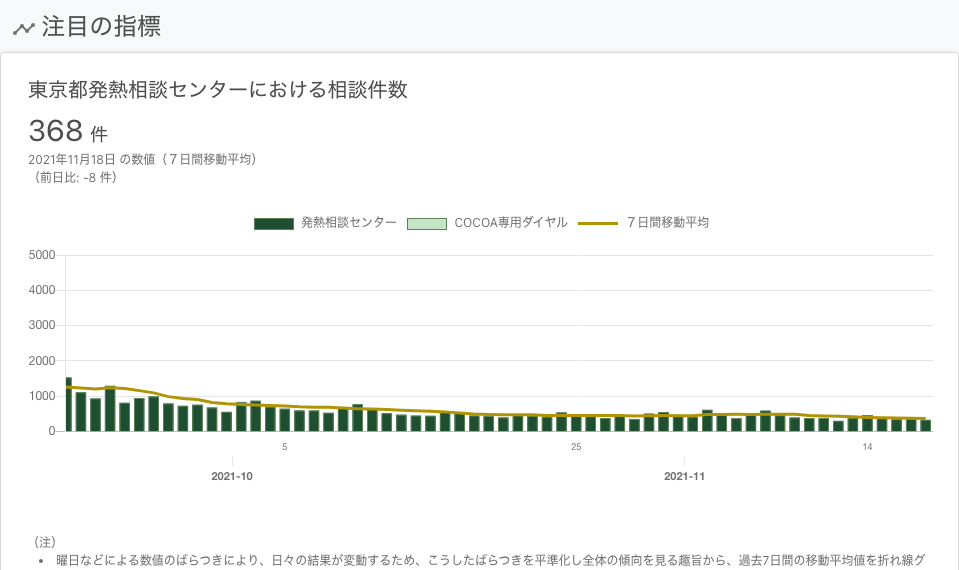 注目の指標
東京都発熱相談センターにおける相談件数
368 件
2021年11月18日 の数値（７日間移動平均）
（前日比: -8 件）
発熱相談センター COCOA専用ダイヤル ７日間移動平均
5000
4000
3000
2000
1000
0
5 25 14
2021-10 2021-11
（注）
• 曜日などによる数値のばらつきにより、日々の結果が変動するため、こうしたばらつきを平準化し全体の傾向を見る趣旨から、過去7日間の移動平均値を折れ線グ